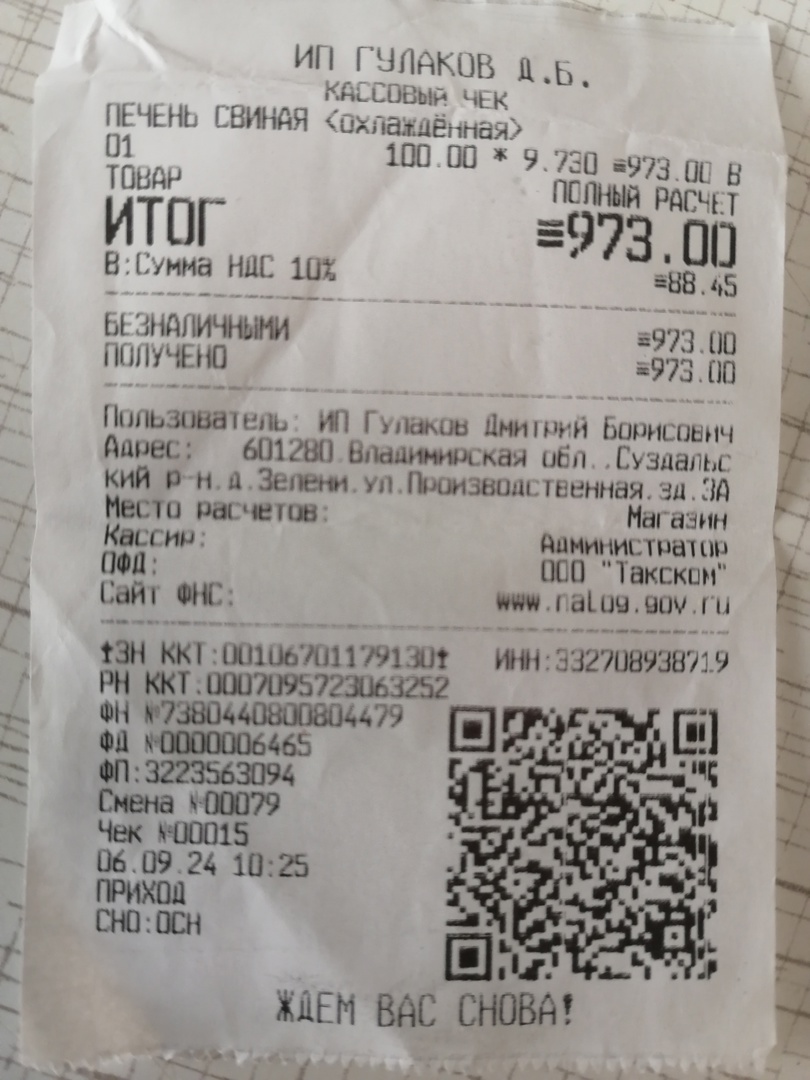 ИП ГУЛАКОВ Д.Б.
КАССОВЫЙ ЧЕК
ПЕЧЕНЬ СВИНАЯ <охлаждённая>
01 100.00 * 9.730 ≡973.00 В
ТОВАР ПОЛНЫЙ РАСЧЕТ
ИТОГ ≡973.00
В:Сумма НДС 10% ≡88.45
БЕЗНАЛИЧНЫМИ ≡973.00
ПОЛУЧЕНО ≡973.00
Пользователь: ИП Гулаков Дмитрий Борисович
Адрес: 601280.Владимирская обл..Суздальс
кий р-н.д.Зелени.ул.Производственная.зд.3А
Место расчетов: Магазин
Кассир: Администратор
ОФД: ООО "Такском"
Сайт ФНС: www.nalog.gov.ru
ЗН ККТ:00106701179130 ИНН:332708938719
РН ККТ:0007095723063252
ФН №7380440800804479
ФД №0000006465
ФП:3223563094
Смена №00079
Чек №00015
06.09.24 10:25
ПРИХОД
СНО:ОСН
ЖДЕМ ВАС СНОВА!